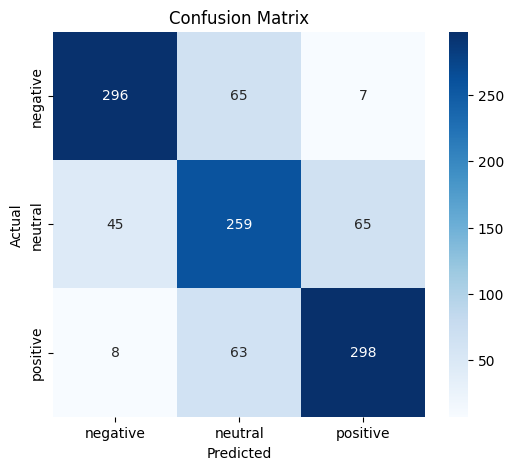 Confusion Matrix
Actual
negative
296 65 7
neutral
45 259 65
positive
8 63 298
negative neutral positive
Predicted
250
200
150
100
50